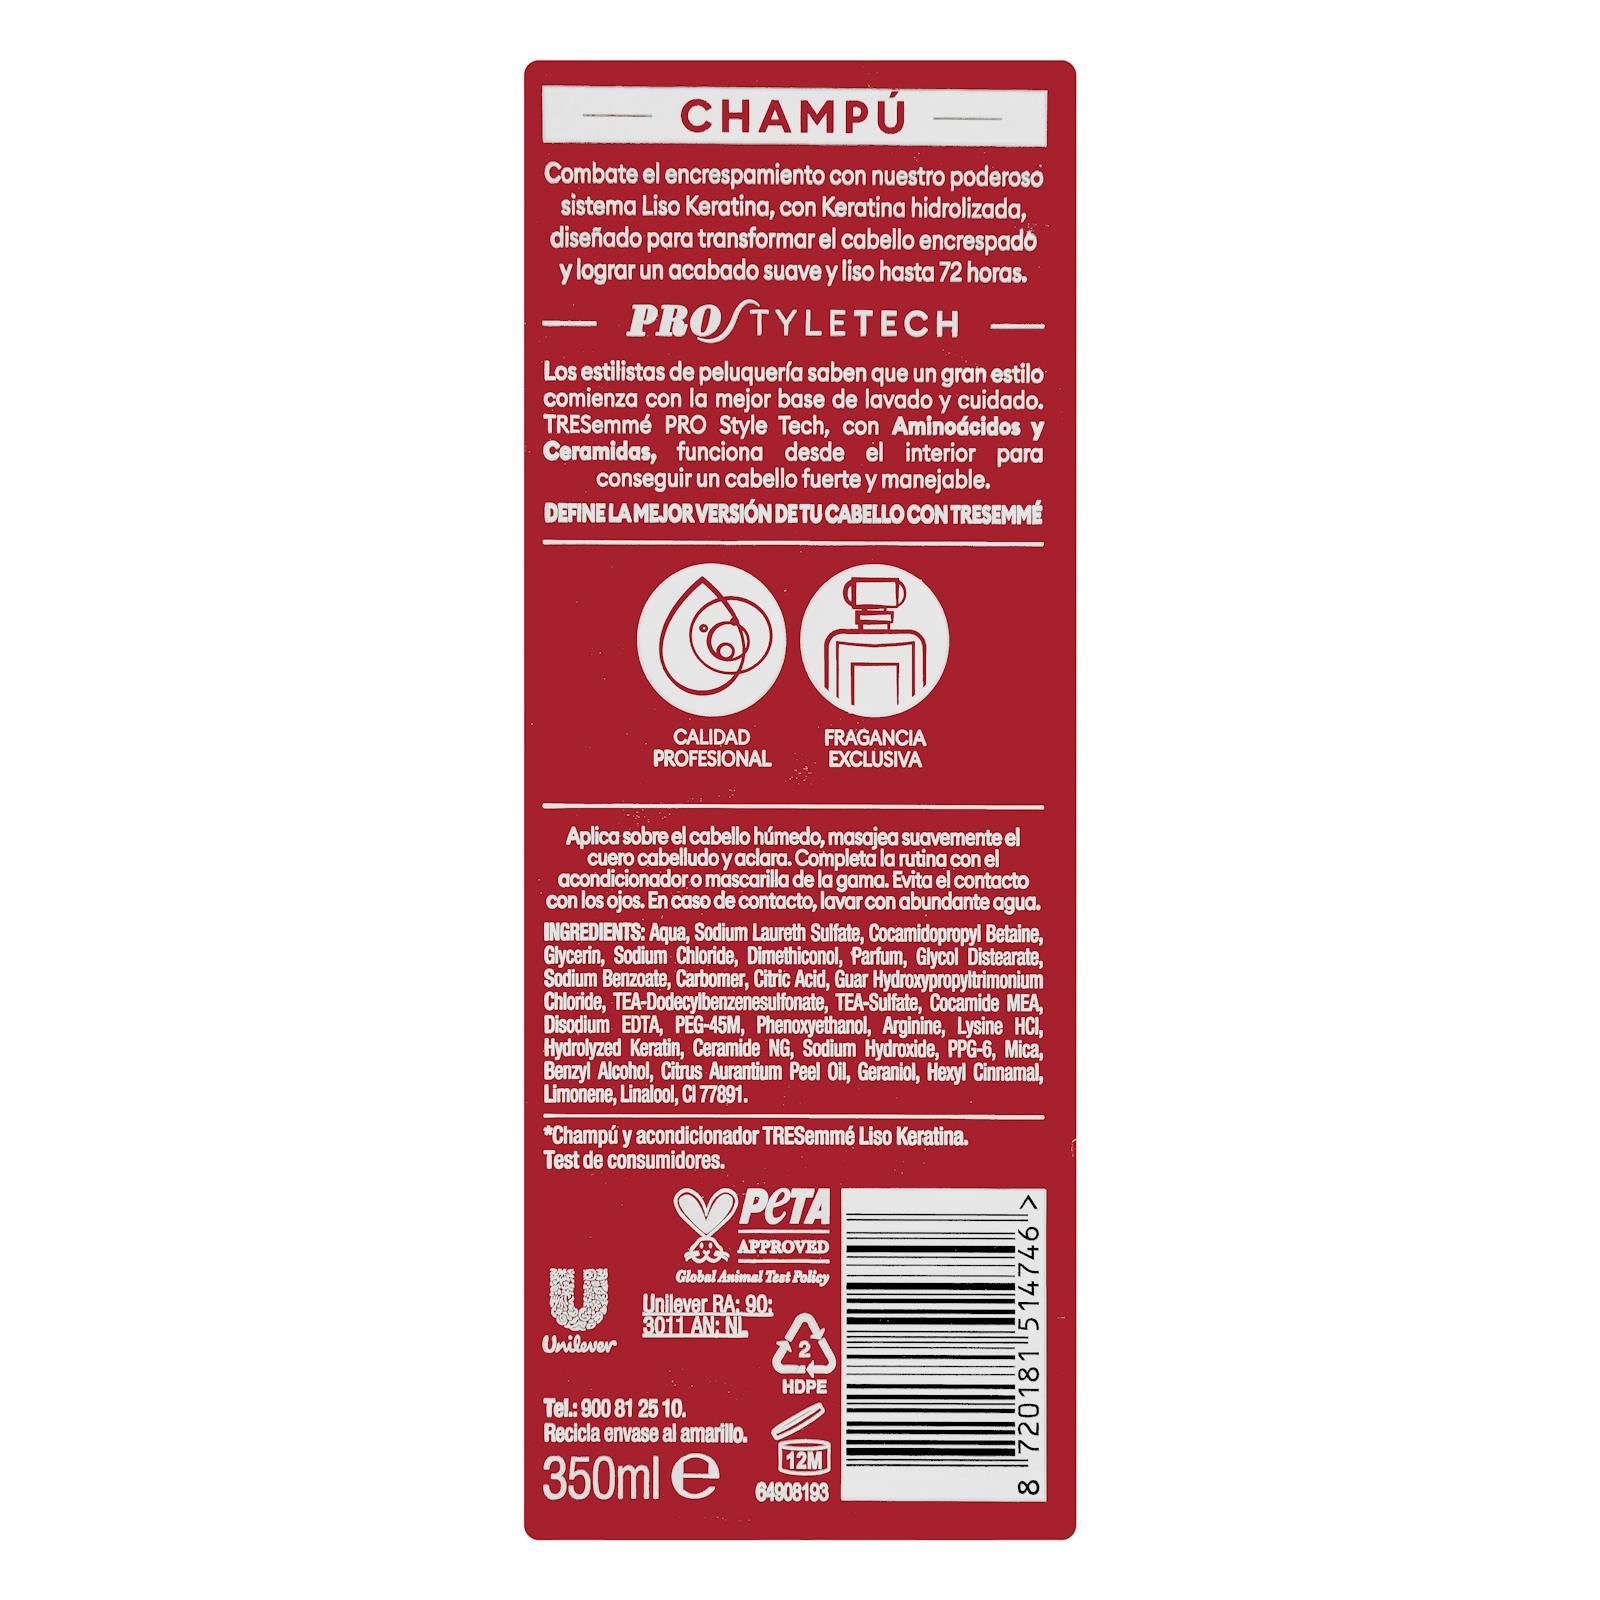 CHAMPÚ
Combate el encrespamiento con nuestro poderoso
sistema Liso Keratina, con Keratina hidrolizada,
diseñado para transformar el cabello encrespado
y lograr un acabado suave y liso hasta 72 horas.
PRO STYLETECH
Los estilistas de peluquería saben que un gran estilo
comienza con la mejor base de lavado y cuidado.
TRESemmé PRO Style Tech, con Aminoácidos y
Ceramidas, funciona desde el interior para
conseguir un cabello fuerte y manejable.
DEFINE LA MEJOR VERSIÓN DE TU CABELLO CON TRESEMMÉ
CALIDAD
PROFESIONAL
FRAGANCIA
EXCLUSIVA
Aplica sobre el cabello húmedo, masajea suavemente el
cuero cabelludo y aclara. Completa la rutina con el
acondicionador o mascarilla de la gama. Evita el contacto
con los ojos. En caso de contacto, lavar con abundante agua.
INGREDIENTS: Aqua, Sodium Laureth Sulfate, Cocamidopropyl Betaine,
Glycerin, Sodium Chloride, Dimethiconol, Parfum, Glycol Distearate,
Sodium Benzoate, Carbomer, Citric Acid, Guar Hydroxypropyltrimonium
Chloride, TEA-Dodecylbenzenesulfonate, TEA-Sulfate, Cocamide MEA,
Disodium EDTA, PEG-45M, Phenoxyethanol, Arginine, Lysine HCl,
Hydrolyzed Keratin, Ceramide NG, Sodium Hydroxide, PPG-6, Mica,
Benzyl Alcohol, Citrus Aurantium Peel Oil, Geraniol, Hexyl Cinnamal,
Limonene, Linalool, CI 77891.
*Champú y acondicionador TRESemmé Liso Keratina.
Test de consumidores.
PeTA
APPROVED
Global Animal Test Policy
Unilever
Unilever RA: 90:
3011 AN: NL
2
HDPE
Tel.: 900 81 25 10.
Recicla envase al amarillo.
350ml e
12M
64908193
8 720181 514746 >